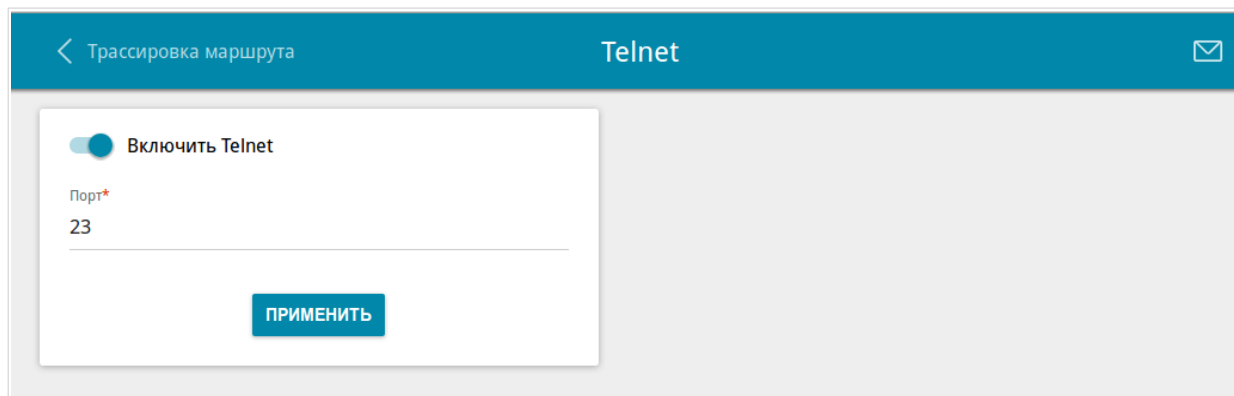 Трассировка маршрута
Telnet
Включить Telnet
Порт*
23
ПРИМЕНИТЬ